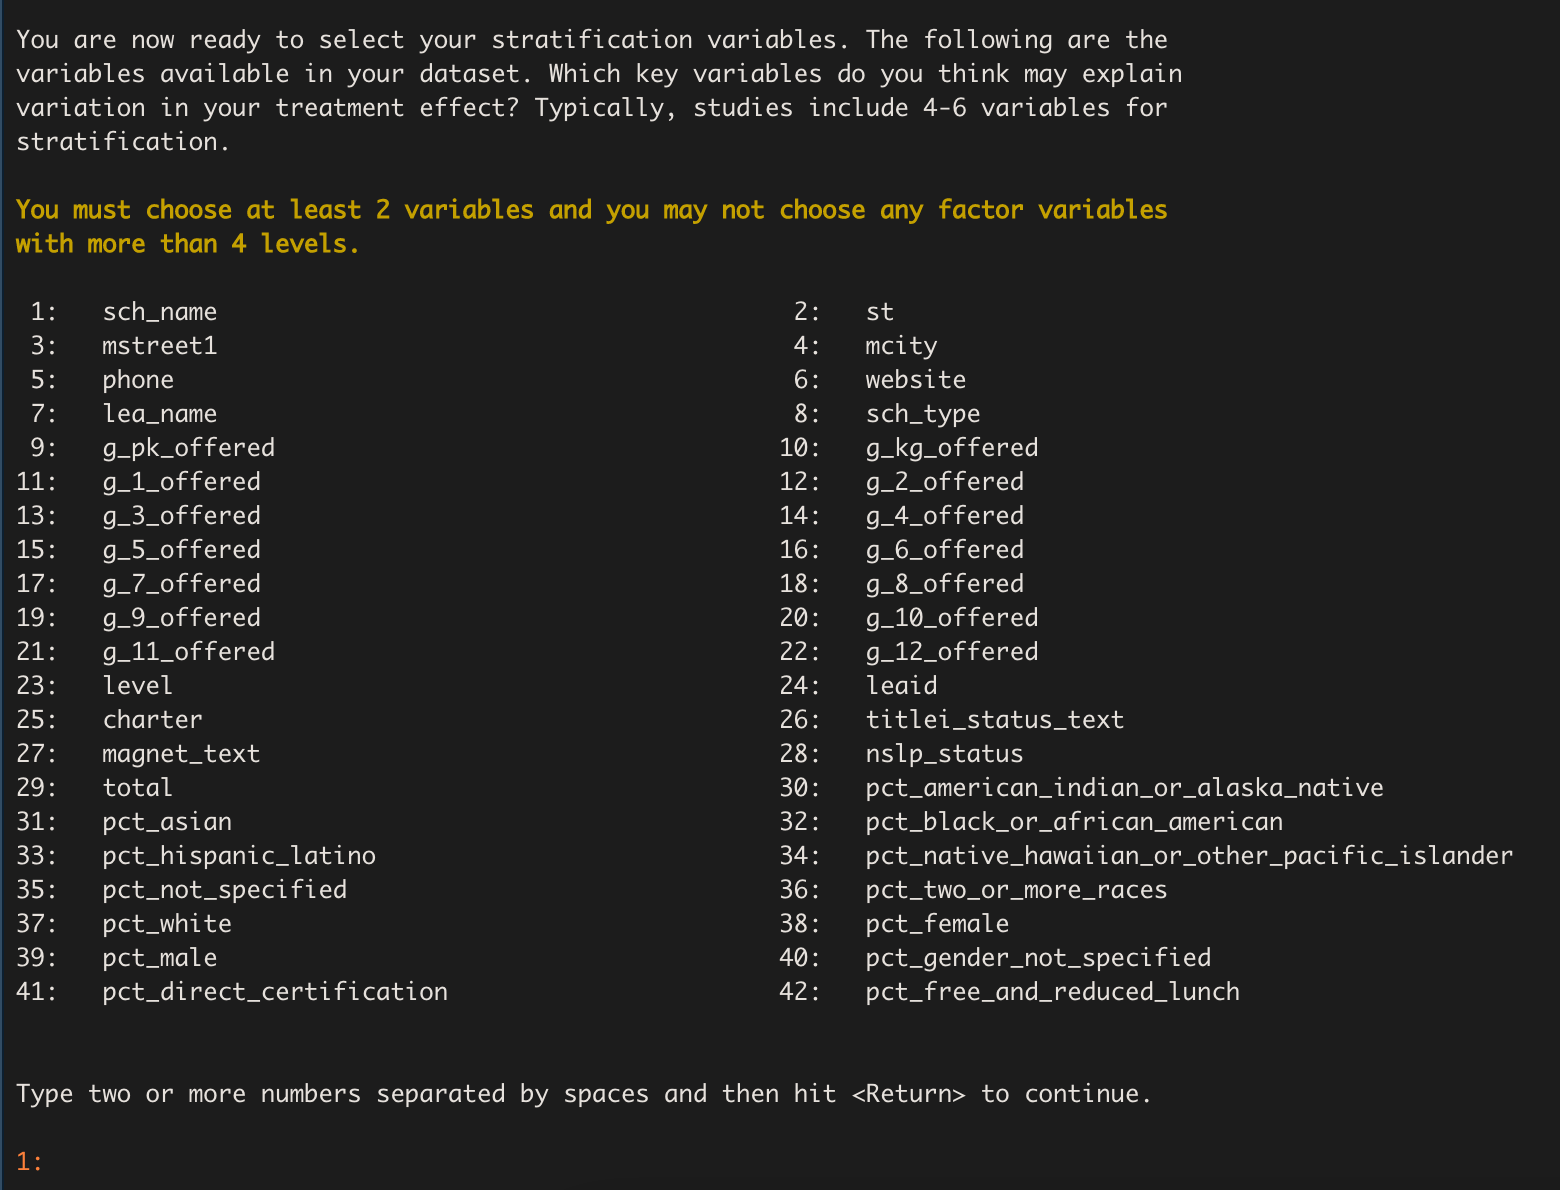 You are now ready to select your stratification variables. The following are the
variables available in your dataset. Which key variables do you think may explain
variation in your treatment effect? Typically, studies include 4-6 variables for
stratification.
You must choose at least 2 variables and you may not choose any factor variables
with more than 4 levels.
1: sch_name 2: st
3: mstreet1 4: mcity
5: phone 6: website
7: lea_name 8: sch_type
9: g_pk_offered 10: g_kg_offered
11: g_1_offered 12: g_2_offered
13: g_3_offered 14: g_4_offered
15: g_5_offered 16: g_6_offered
17: g_7_offered 18: g_8_offered
19: g_9_offered 20: g_10_offered
21: g_11_offered 22: g_12_offered
23: level 24: leaid
25: charter 26: titlei_status_text
27: magnet_text 28: nslp_status
29: total 30: pct_american_indian_or_alaska_native
31: pct_asian 32: pct_black_or_african_american
33: pct_hispanic_latino 34: pct_native_hawaiian_or_other_pacific_islander
35: pct_not_specified 36: pct_two_or_more_races
37: pct_white 38: pct_female
39: pct_male 40: pct_gender_not_specified
41: pct_direct_certification 42: pct_free_and_reduced_lunch
Type two or more numbers separated by spaces and then hit <Return> to continue.
1: